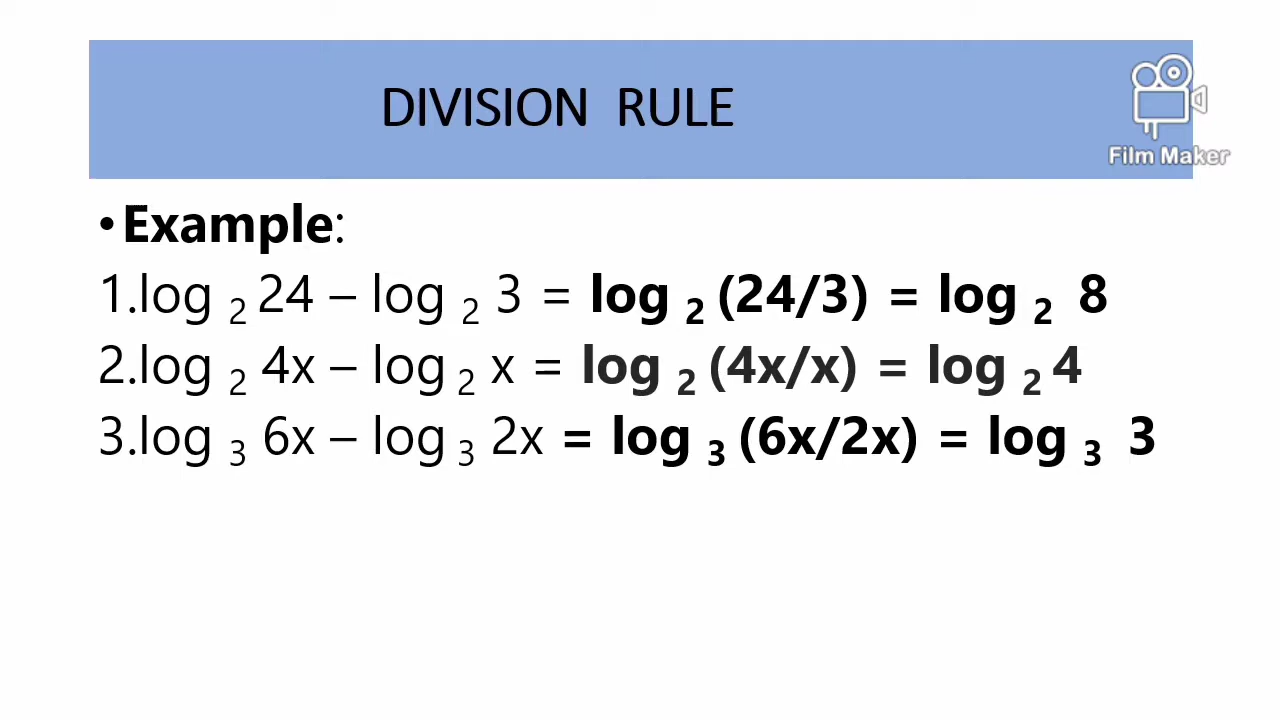 DIVISION RULE
Film Maker
•Example:
1.log ₂ 24 – log ₂ 3 = log ₂ (24/3) = log ₂ 8
2.log ₂ 4x – log ₂ x = log ₂ (4x/x) = log ₂ 4
3.log ₃ 6x – log ₃ 2x = log ₃ (6x/2x) = log ₃ 3